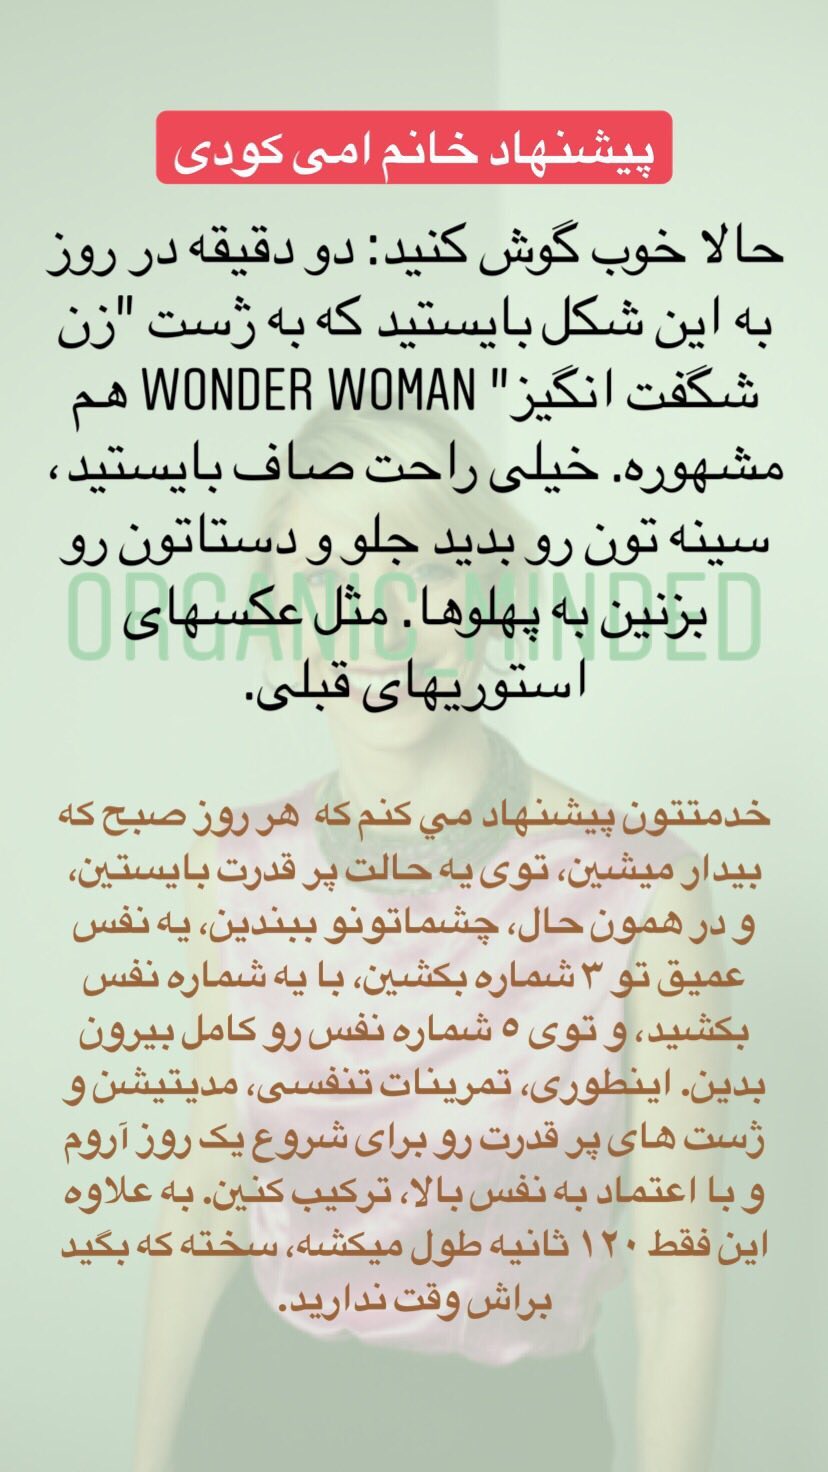 پیشنهاد خانم امی کودی
حالا خوب گوش کنید: دو دقیقه در روز
به این شکل بایستید که به ژست "زن
شگفت انگیز" WONDER WOMAN هم
مشهوره. خیلی راحت صاف بایستید،
سینه تون رو بدید جلو و دستاتون رو
بزنین به پهلوها. مثل عکسهای
استوریهای قبلی.
ORGANIC_MINDED
خدمتتون پیشنهاد مي کنم که هر روز صبح که
بیدار میشین، توی یه حالت پر قدرت بایستین،
و در همون حال، چشماتونو ببندین، یه نفس
عمیق تو ۳ شماره بکشین، با یه شماره نفس
بکشید، و توی ٥ شماره نفس رو کامل بیرون
بدین. اینطوری، تمرینات تنفسی، مدیتیشن و
ژست های پر قدرت رو برای شروع یک روز آروم
و با اعتماد به نفس بالا، ترکیب کنین. به علاوه
این فقط ۱۲۰ ثانیه طول میکشه، سخته که بگید
براش وقت ندارید.